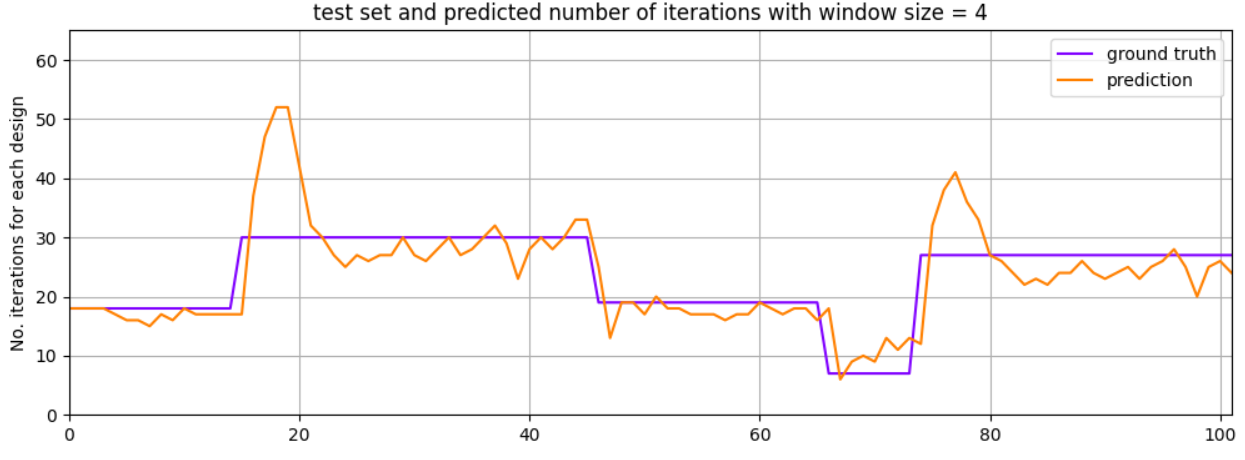 test set and predicted number of iterations with window size = 4
No. iterations for each design
60
50
40
30
20
10
0
ground truth
prediction
0 20 40 60 80 100